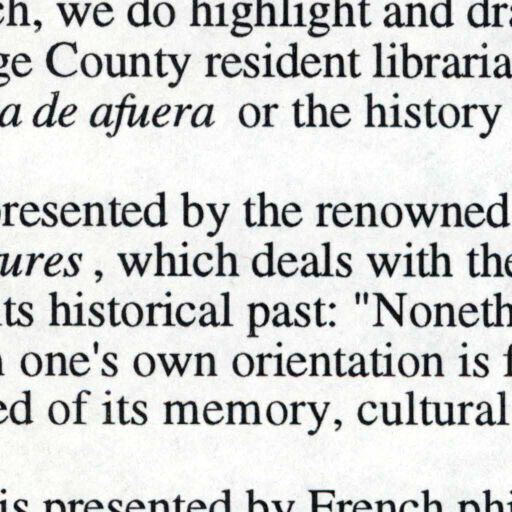 ch, we do highlight and dra
ge County resident libraria
a de afuera or the history
presented by the renowned
ures, which deals with the
its historical past: "Noneth
n one's own orientation is f
ed of its memory, cultural
is presented by French phi